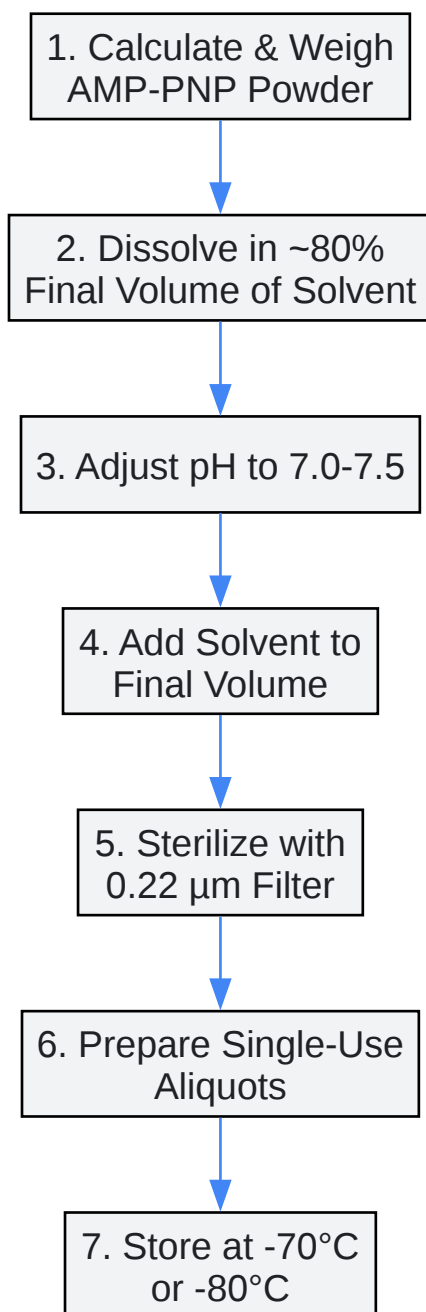 1. Calculate & Weigh
AMP-PNP Powder
2. Dissolve in ~80%
Final Volume of Solvent
3. Adjust pH to 7.0-7.5
4. Add Solvent to
Final Volume
5. Sterilize with
0.22 µm Filter
6. Prepare Single-Use
Aliquots
7. Store at -70°C
or -80°C